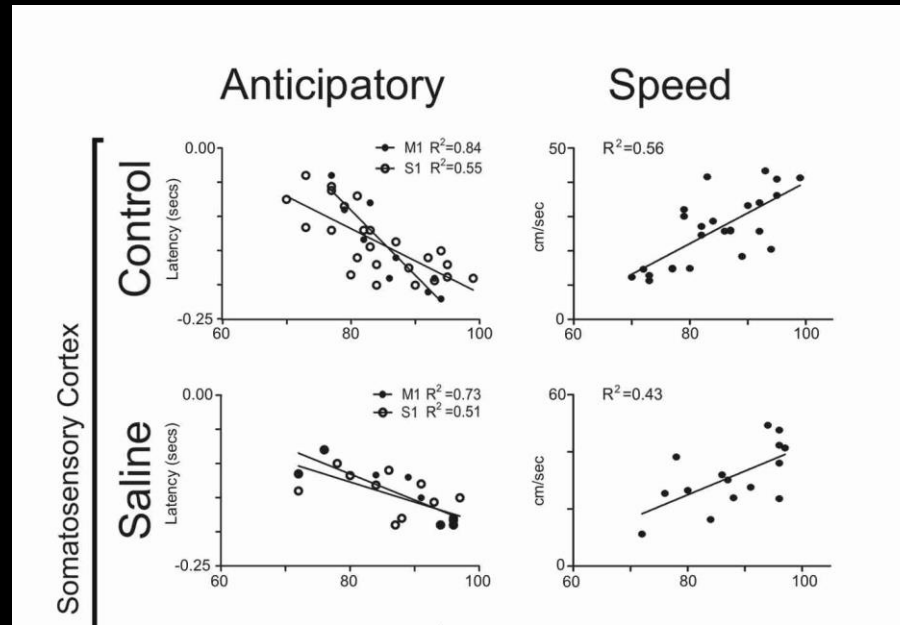 Anticipatory
Speed
Somatosensory Cortex
Control
Latency (secs)
0.00
-0.25
60
80
100
M1 R²=0.84
S1 R²=0.55
cm/sec
50
0
60
80
100
R²=0.56
Saline
Latency (secs)
0.00
-0.25
60
80
100
M1 R²=0.73
S1 R²=0.51
cm/sec
60
0
60
80
100
R²=0.43